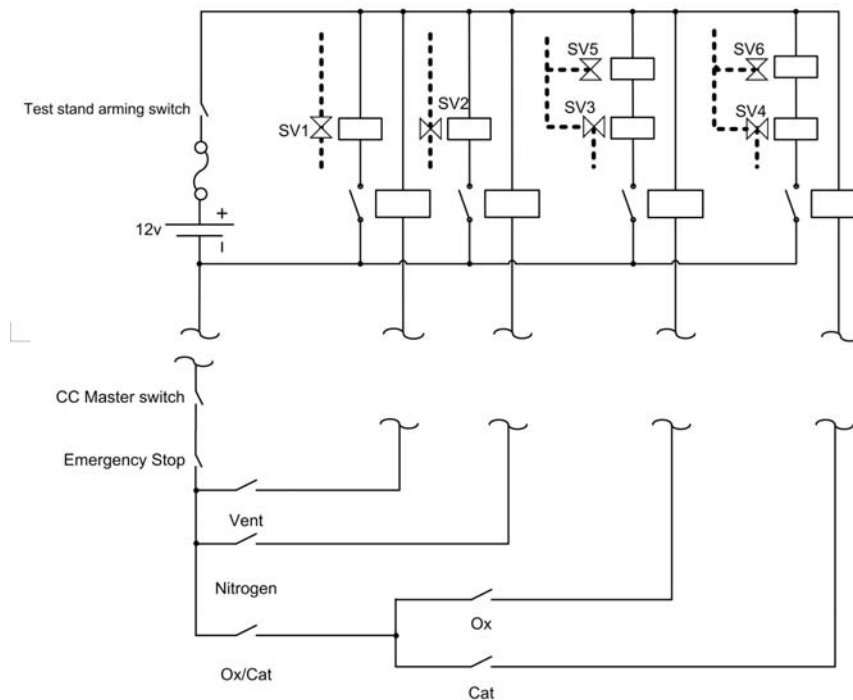 SV5
SV6
SV2
Test stand arming switch
SV1
SV3
SV4
+
12v
−
CC Master switch
Emergency Stop
Vent
Nitrogen
Ox
Ox/Cat
Cat